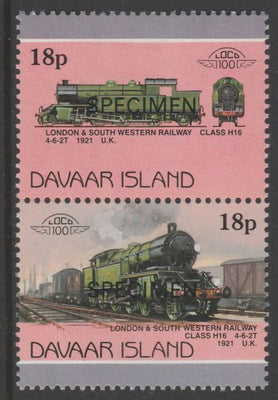 18p
LOCO
100
SPECIMEN
LONDON & SOUTH WESTERN RAILWAY CLASS H16
4-6-2T 1921 U.K.
DAVAAR ISLAND
LOCO
100
18p
SPECIMEN
LONDON & SOUTH WESTERN RAILWAY
CLASS H16 4-6-2T
1921 U.K.
DAVAAR ISLAND